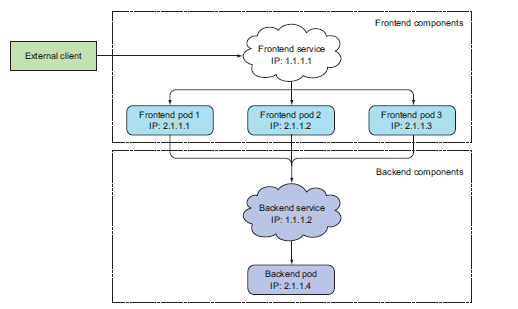 Frontend components
External client
Frontend service
IP: 1.1.1.1
Frontend pod 1
IP: 2.1.1.1
Frontend pod 2
IP: 2.1.1.2
Frontend pod 3
IP: 2.1.1.3
Backend components
Backend service
IP: 1.1.1.2
Backend pod
IP: 2.1.1.4